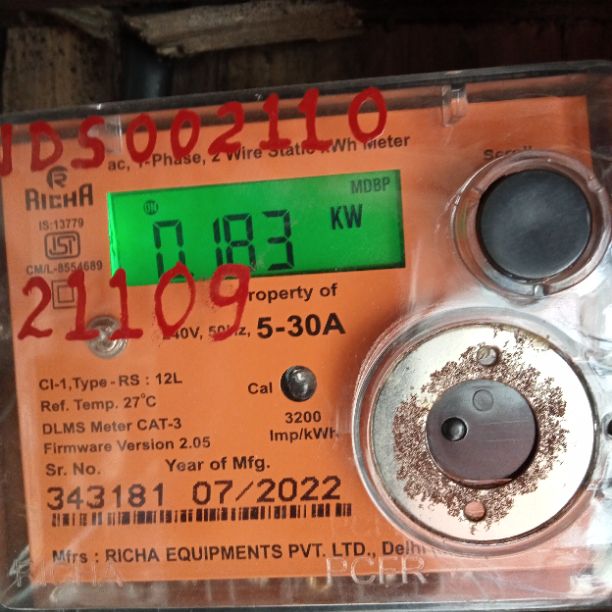 NDS002110
ac, 1-Phase, 2 Wire Static kWh Meter
RICHA
IS:13779
CM/L-8554689
MDBP
0.183 KW
21109
Property of
240V, 50Hz, 5-30A
Cl-1,Type - RS : 12L
Ref. Temp. 27°C
DLMS Meter CAT-3
Firmware Version 2.05
Cal
3200
Imp/kWh
Sr. No. Year of Mfg.
343181 07/2022
Mfrs : RICHA EQUIPMENTS PVT. LTD., Delhi
RICHA